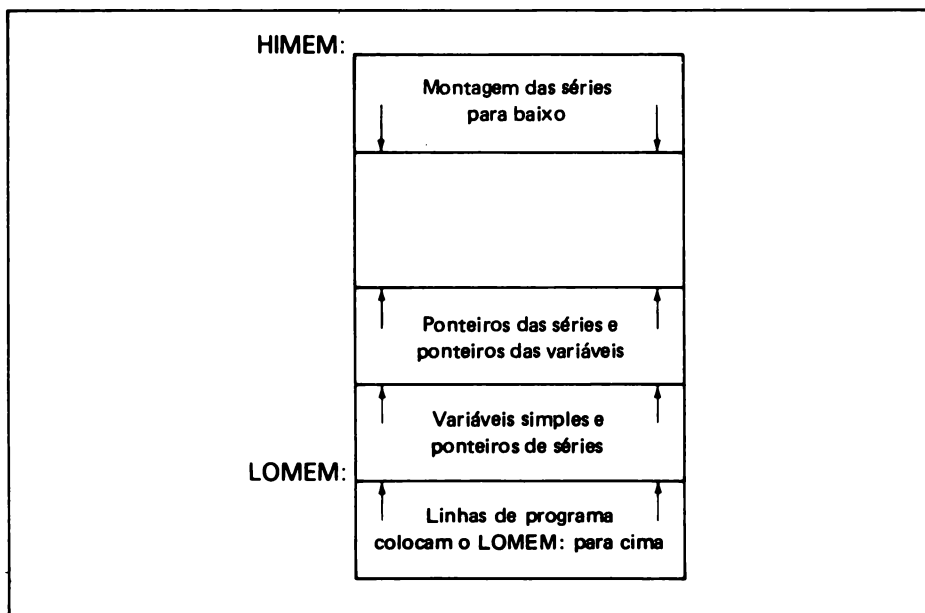 HIMEM:
Montagem das séries
para baixo
Ponteiros das séries e
ponteiros das variáveis
Variáveis simples e
ponteiros de séries
LOMEM:
Linhas de programa
colocam o LOMEM: para cima